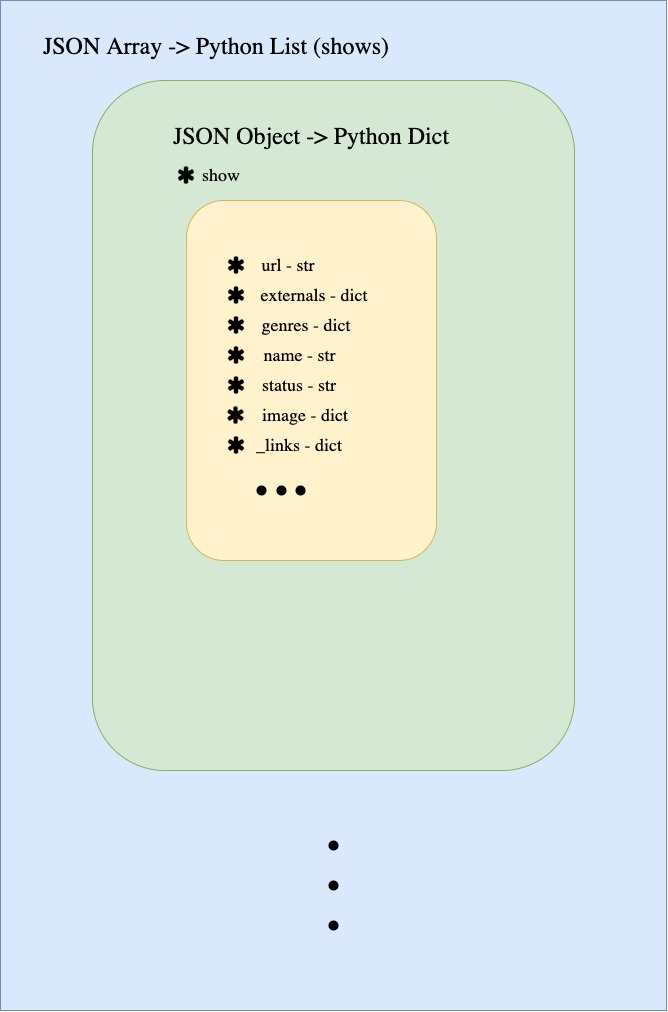 JSON Array -> Python List (shows)
JSON Object -> Python Dict
✱ show
✱ url - str
✱ externals - dict
✱ genres - dict
✱ name - str
✱ status - str
✱ image - dict
✱ _links - dict